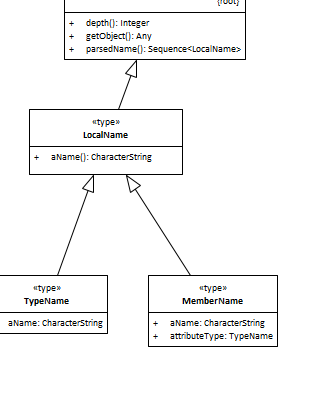 {root}
+ depth(): Integer
+ getObject(): Any
+ parsedName(): Sequence<LocalName>
«type»
LocalName
+ aName(): CharacterString
«type»
TypeName
aName: CharacterString
«type»
MemberName
+ aName: CharacterString
+ attributeType: TypeName